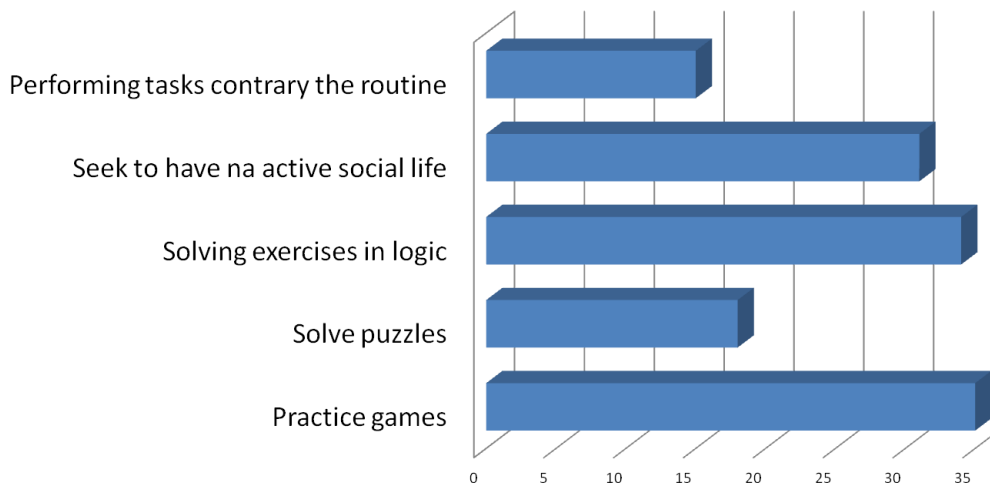 Performing tasks contrary the routine
Seek to have na active social life
Solving exercises in logic
Solve puzzles
Practice games
0 5 10 15 20 25 30 35